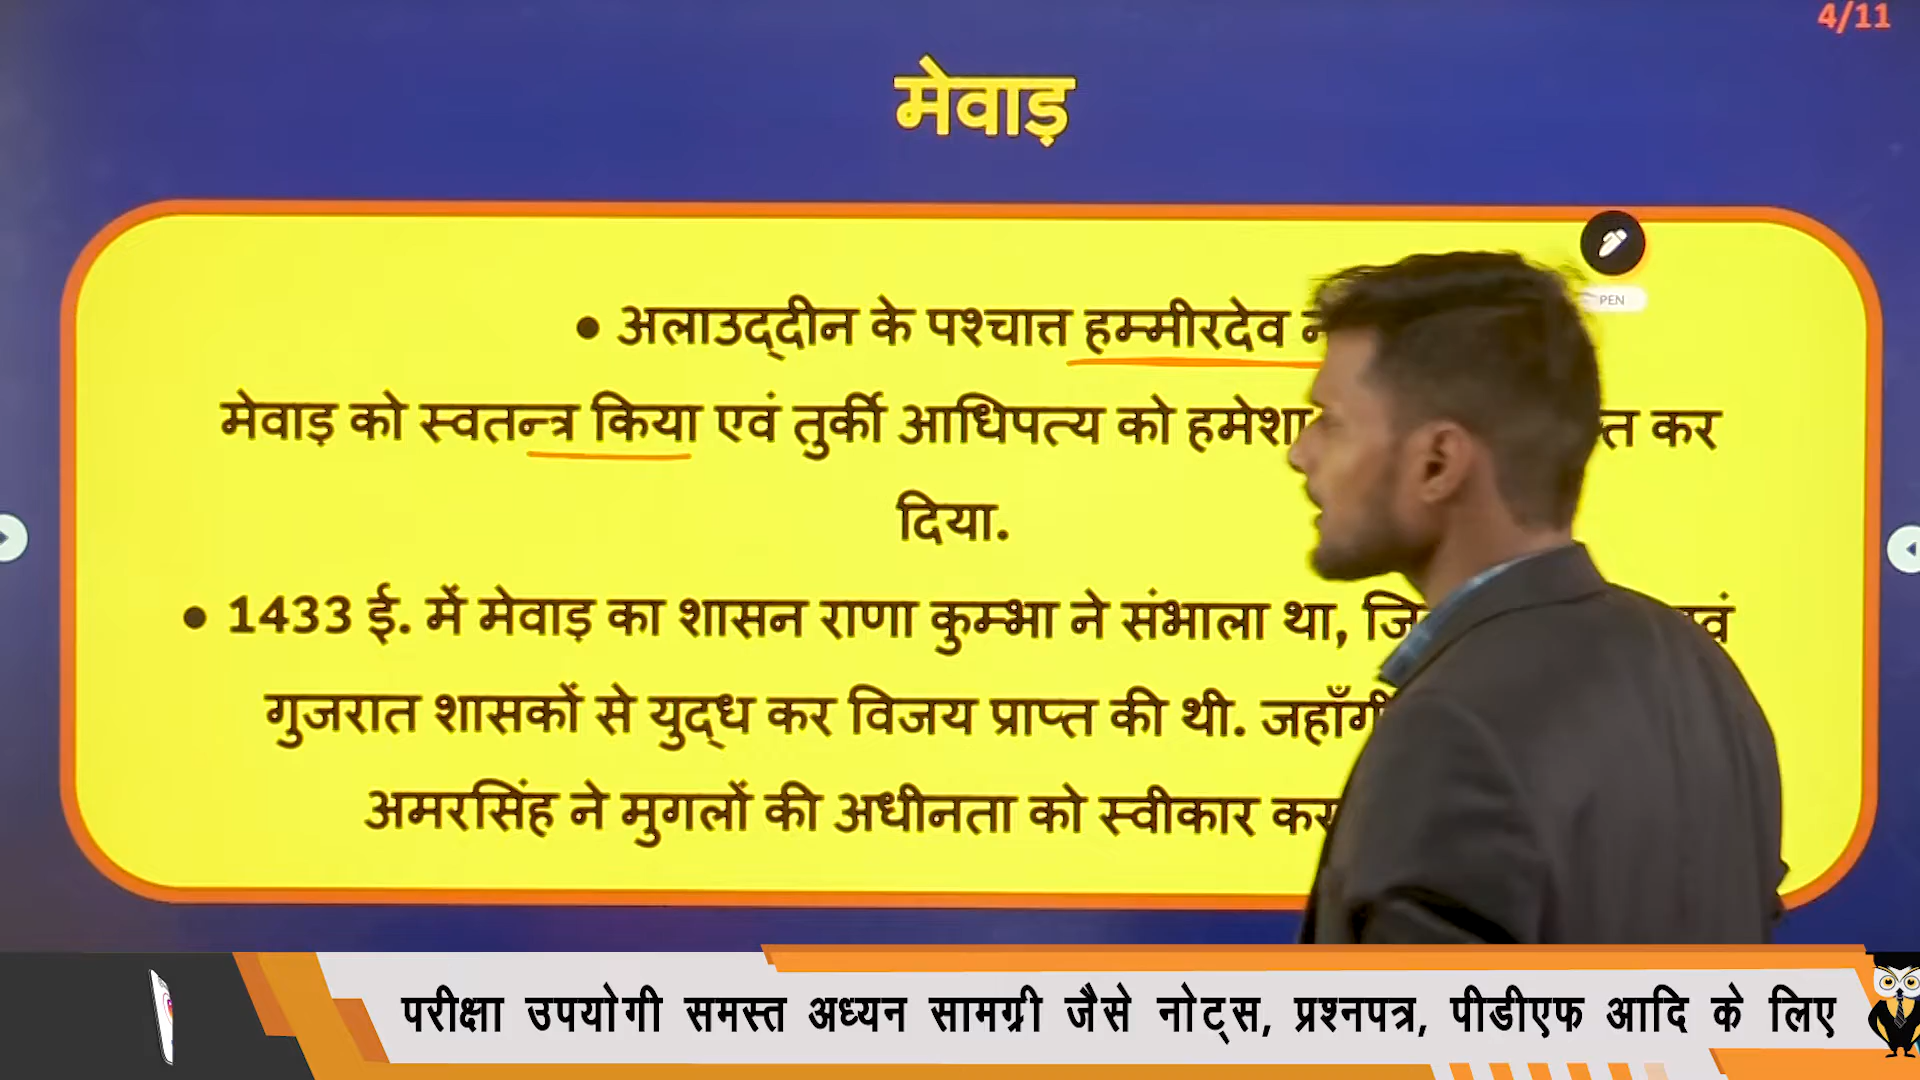 4/11
मेवाड़
PEN
• अलाउद्दीन के पश्चात्त हम्मीरदेव
मेवाड़ को स्वतन्त्र किया एवं तुर्की आधिपत्य को हमेशा कर
दिया.
• 1433 ई. में मेवाड़ का शासन राणा कुम्भा ने संभाला था,
गुजरात शासकों से युद्ध कर विजय प्राप्त की थी.
अमरसिंह ने मुगलों की अधीनता को स्वीकार कर
परीक्षा उपयोगी समस्त अध्यन सामग्री जैसे नोट्स, प्रश्नपत्र, पीडीएफ आदि के लिए